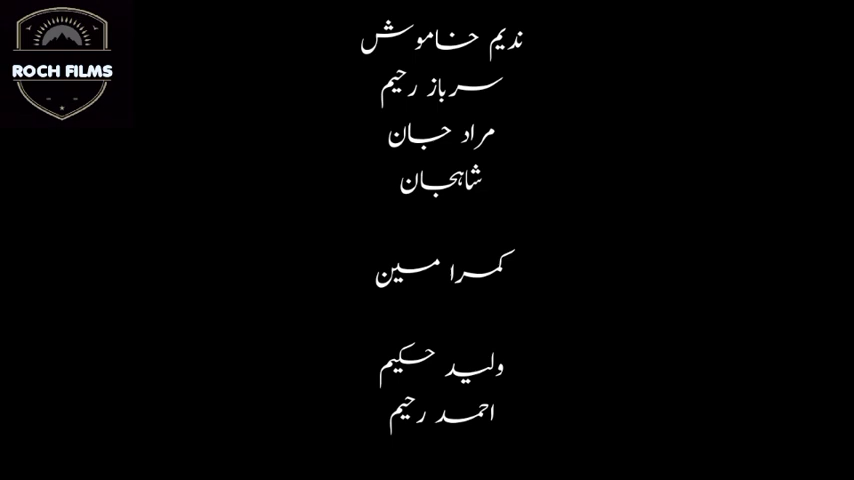 ROCH FILMS
ندیم خاموش
سرباز رحیم
مراد جان
شاہجان
کمرا مین
ولید حکیم
احمد رحیم